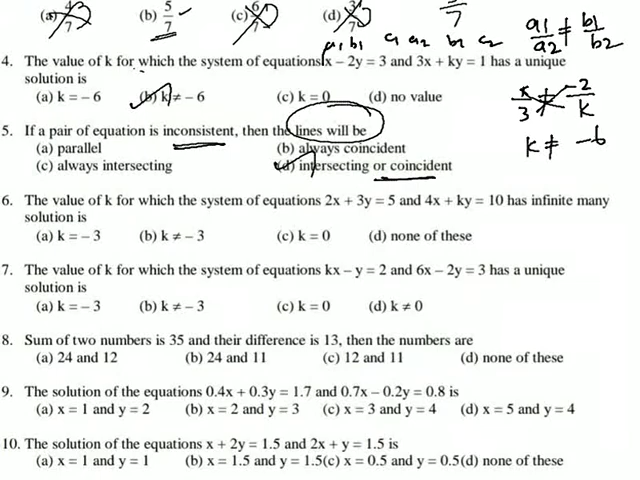 (a) 4/7 (b) 5/7 (c) 6/7 (d)
7
a1 b1 c1 a2 b2 c2
a1/a2 ≠ b1/b2
4. The value of k for which the system of equations x – 2y = 3 and 3x + ky = 1 has a unique
solution is
(a) k = – 6 (b) k ≠ – 6 (c) k = 0 (d) no value
3 ≠ -2/k
k ≠ -6
5. If a pair of equation is inconsistent, then the lines will be
(a) parallel (b) always coincident
(c) always intersecting (d) intersecting or coincident
6. The value of k for which the system of equations 2x + 3y = 5 and 4x + ky = 10 has infinite many
solution is
(a) k = – 3 (b) k ≠ – 3 (c) k = 0 (d) none of these
7. The value of k for which the system of equations kx – y = 2 and 6x – 2y = 3 has a unique
solution is
(a) k = – 3 (b) k ≠ – 3 (c) k = 0 (d) k ≠ 0
8. Sum of two numbers is 35 and their difference is 13, then the numbers are
(a) 24 and 12 (b) 24 and 11 (c) 12 and 11 (d) none of these
9. The solution of the equations 0.4x + 0.3y = 1.7 and 0.7x – 0.2y = 0.8 is
(a) x = 1 and y = 2 (b) x = 2 and y = 3 (c) x = 3 and y = 4 (d) x = 5 and y = 4
10. The solution of the equations x + 2y = 1.5 and 2x + y = 1.5 is
(a) x = 1 and y = 1 (b) x = 1.5 and y = 1.5(c) x = 0.5 and y = 0.5(d) none of these